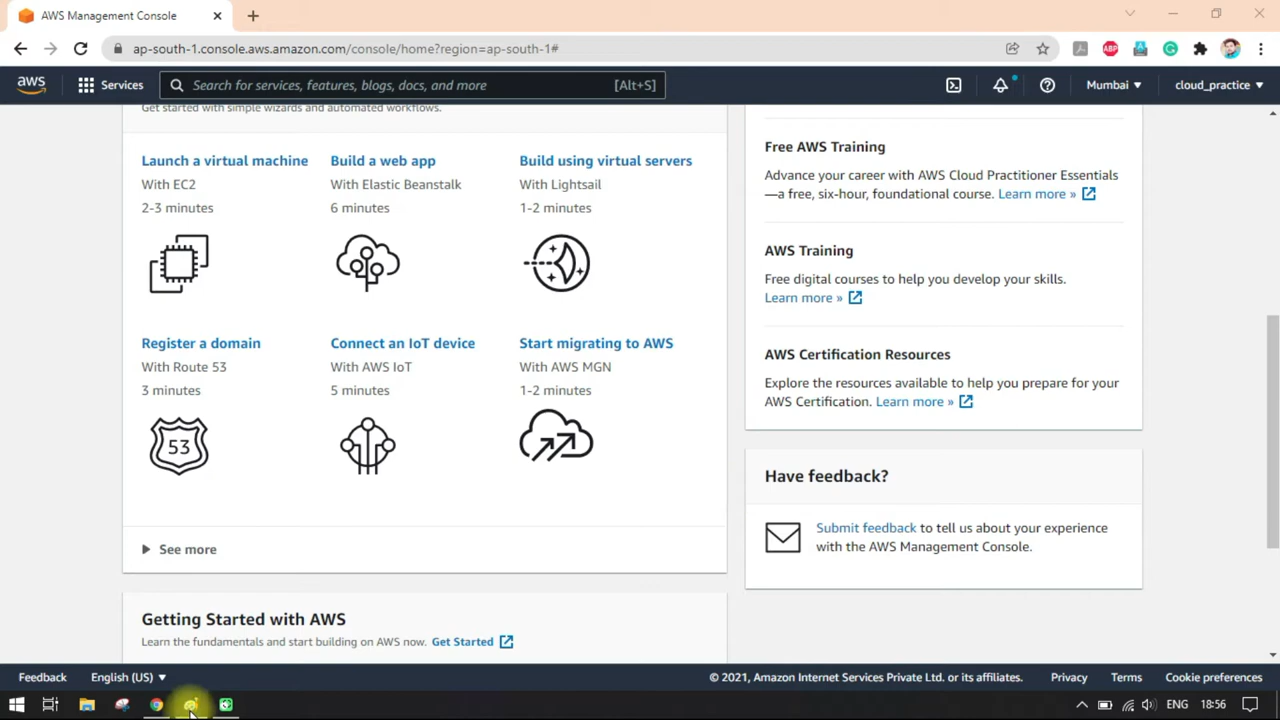 AWS Management Console
ap-south-1.console.aws.amazon.com/console/home?region=ap-south-1#
ABP
aws
Services
Search for services, features, blogs, docs, and more
[Alt+S]
Mumbai
cloud_practice
Get started with simple wizards and automated workflows.
Launch a virtual machine
With EC2
2-3 minutes
Build a web app
With Elastic Beanstalk
6 minutes
Build using virtual servers
With Lightsail
1-2 minutes
Register a domain
With Route 53
3 minutes
53
Connect an IoT device
With AWS IoT
5 minutes
Start migrating to AWS
With AWS MGN
1-2 minutes
See more
Getting Started with AWS
Learn the fundamentals and start building on AWS now. Get Started
Free AWS Training
Advance your career with AWS Cloud Practitioner Essentials
—a free, six-hour, foundational course. Learn more »
AWS Training
Free digital courses to help you develop your skills.
Learn more »
AWS Certification Resources
Explore the resources available to help you prepare for your
AWS Certification. Learn more »
Have feedback?
Submit feedback to tell us about your experience
with the AWS Management Console.
Feedback
English (US)
© 2021, Amazon Internet Services Private Ltd. or its affiliates.
Privacy
Terms
Cookie preferences
ENG
18:56